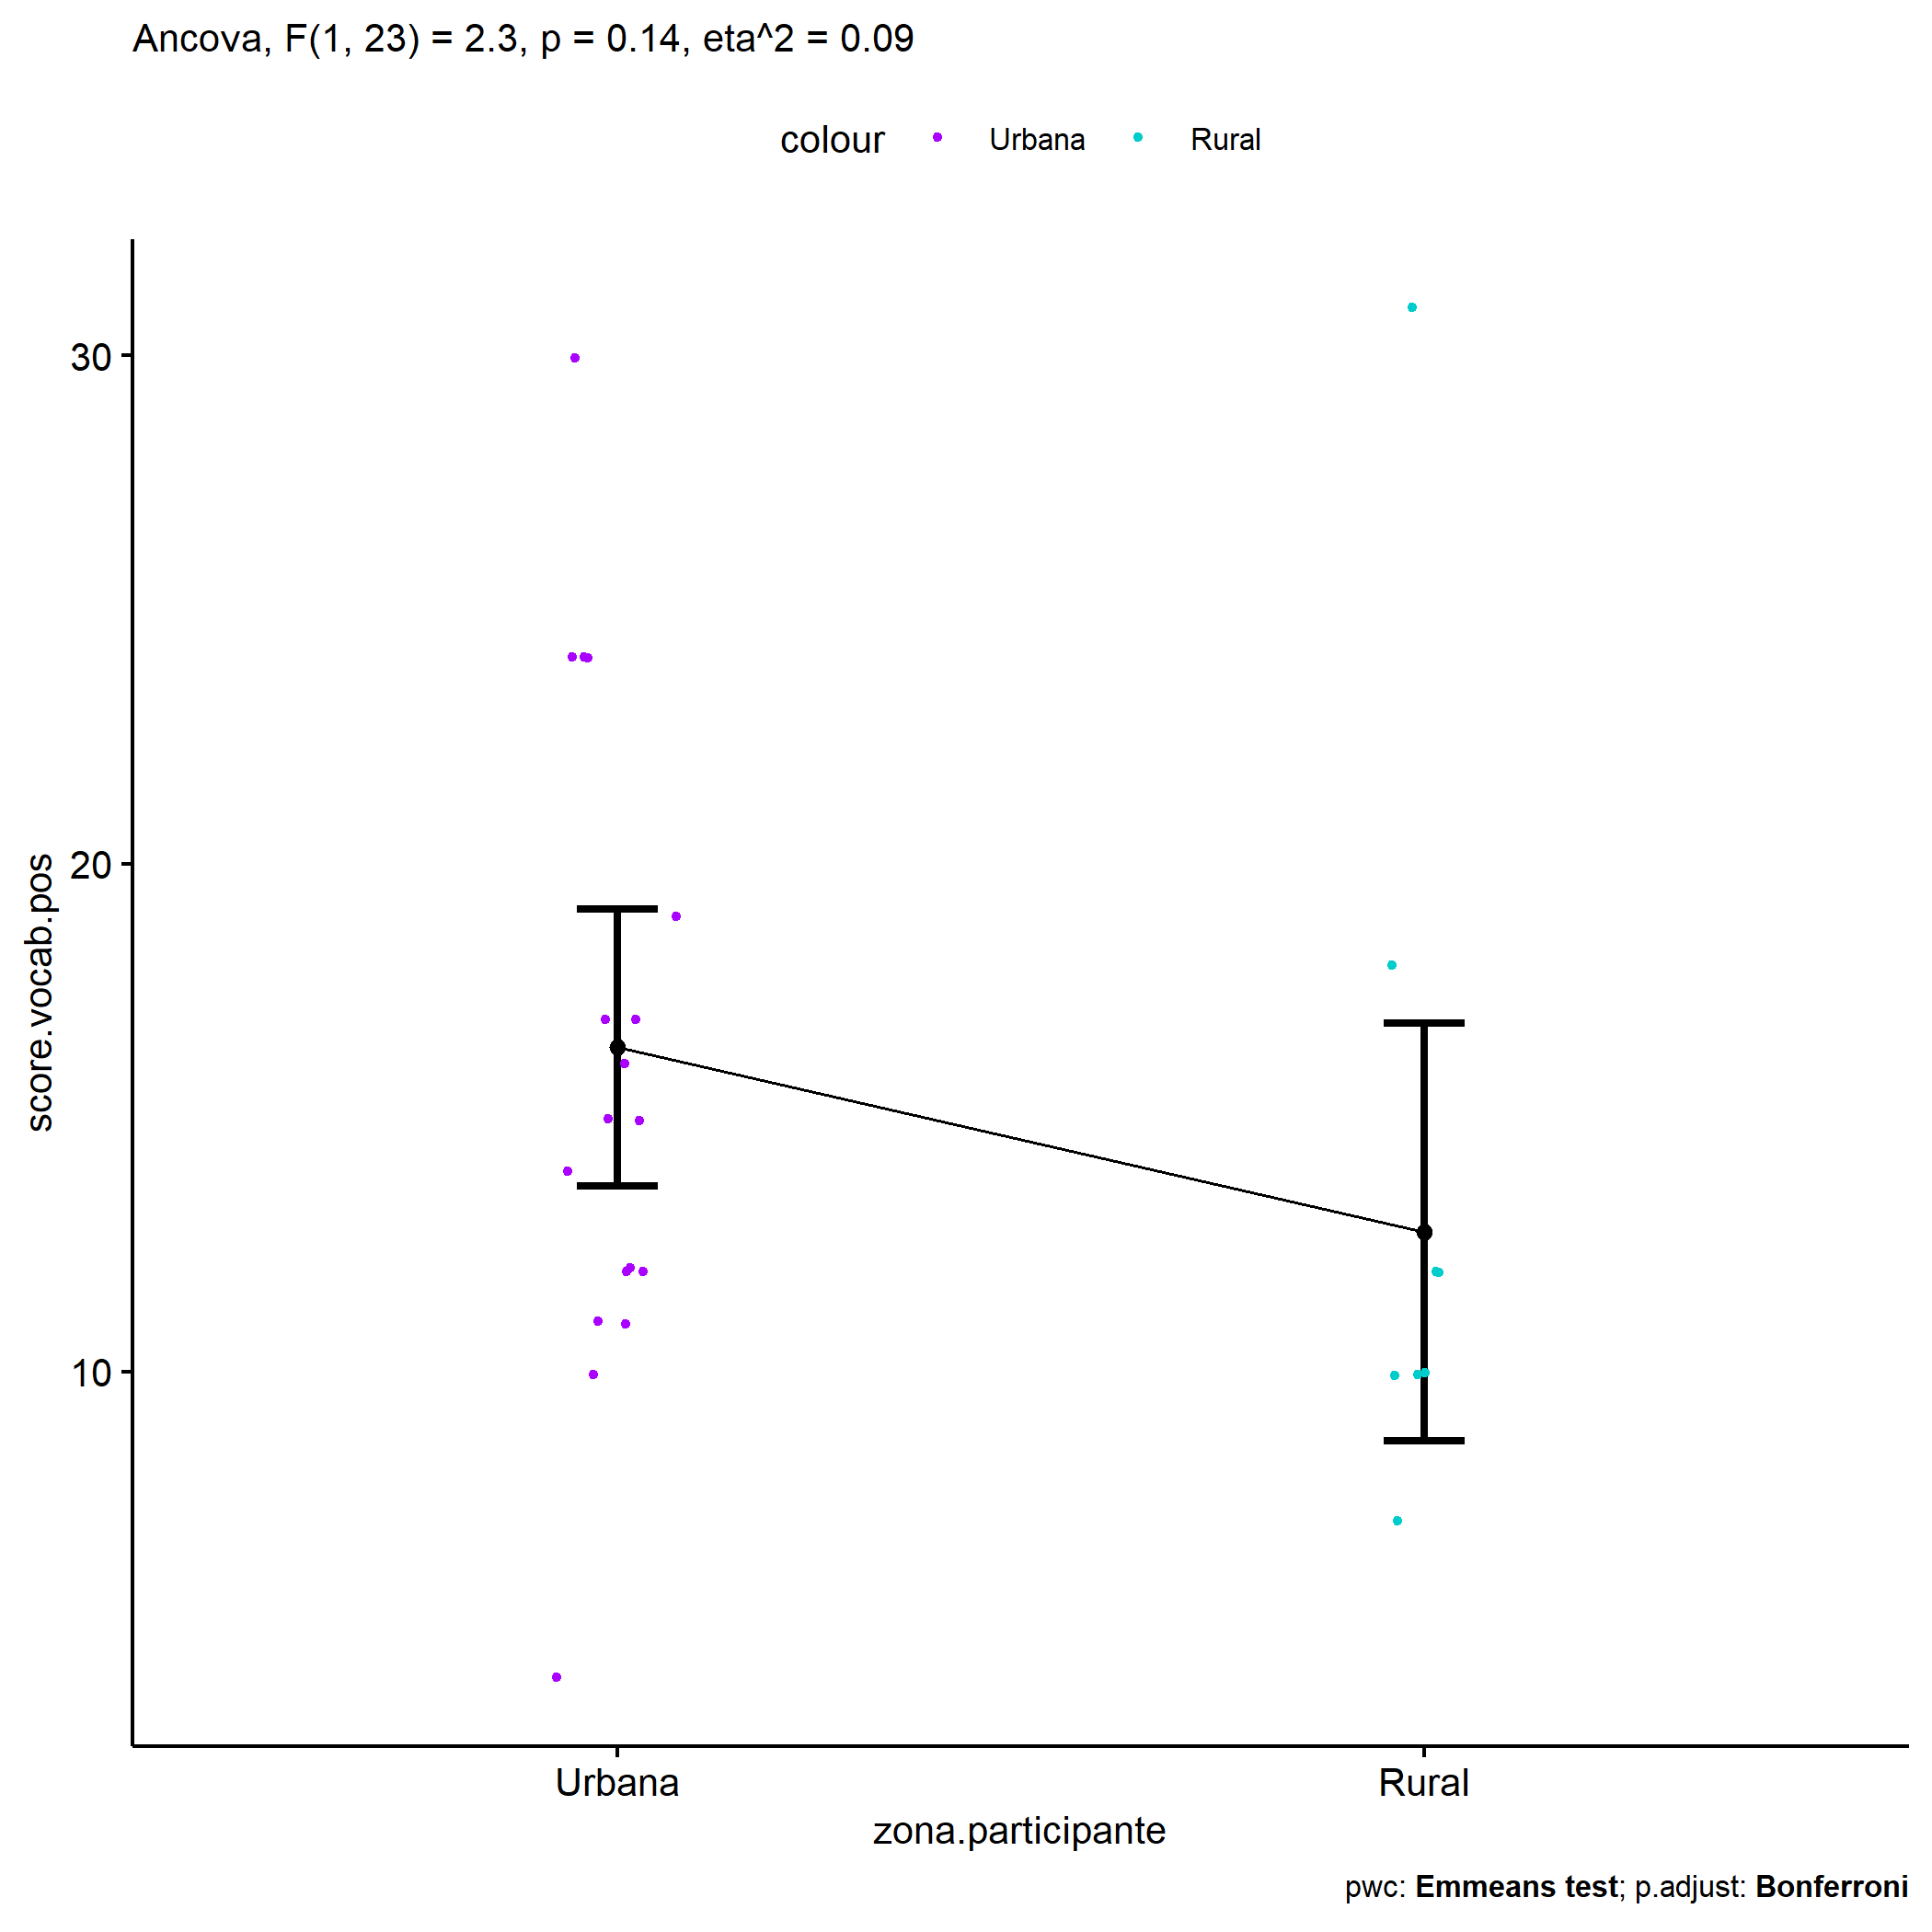 Ancova, F(1, 23) = 2.3, p = 0.14, eta^2 = 0.09
colour Urbana Rural
30
20
10
score.vocab.pos
Urbana Rural
zona.participante
pwc: Emmeans test; p.adjust: Bonferroni